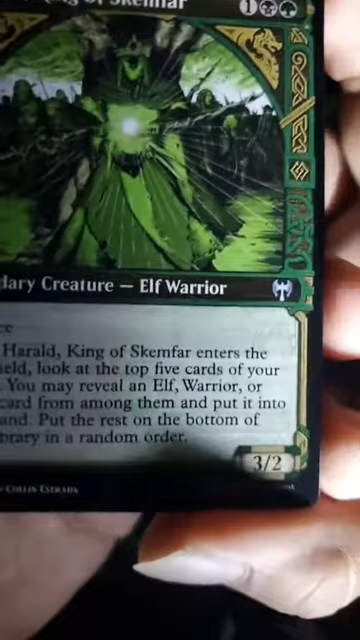 King of Skemfar
1
dary Creature — Elf Warrior
Harald, King of Skemfar enters the
ield, look at the top five cards of your
You may reveal an Elf, Warrior, or
card from among them and put it into
and. Put the rest on the bottom of
brary in a random order.
3/2
Collin Estrada